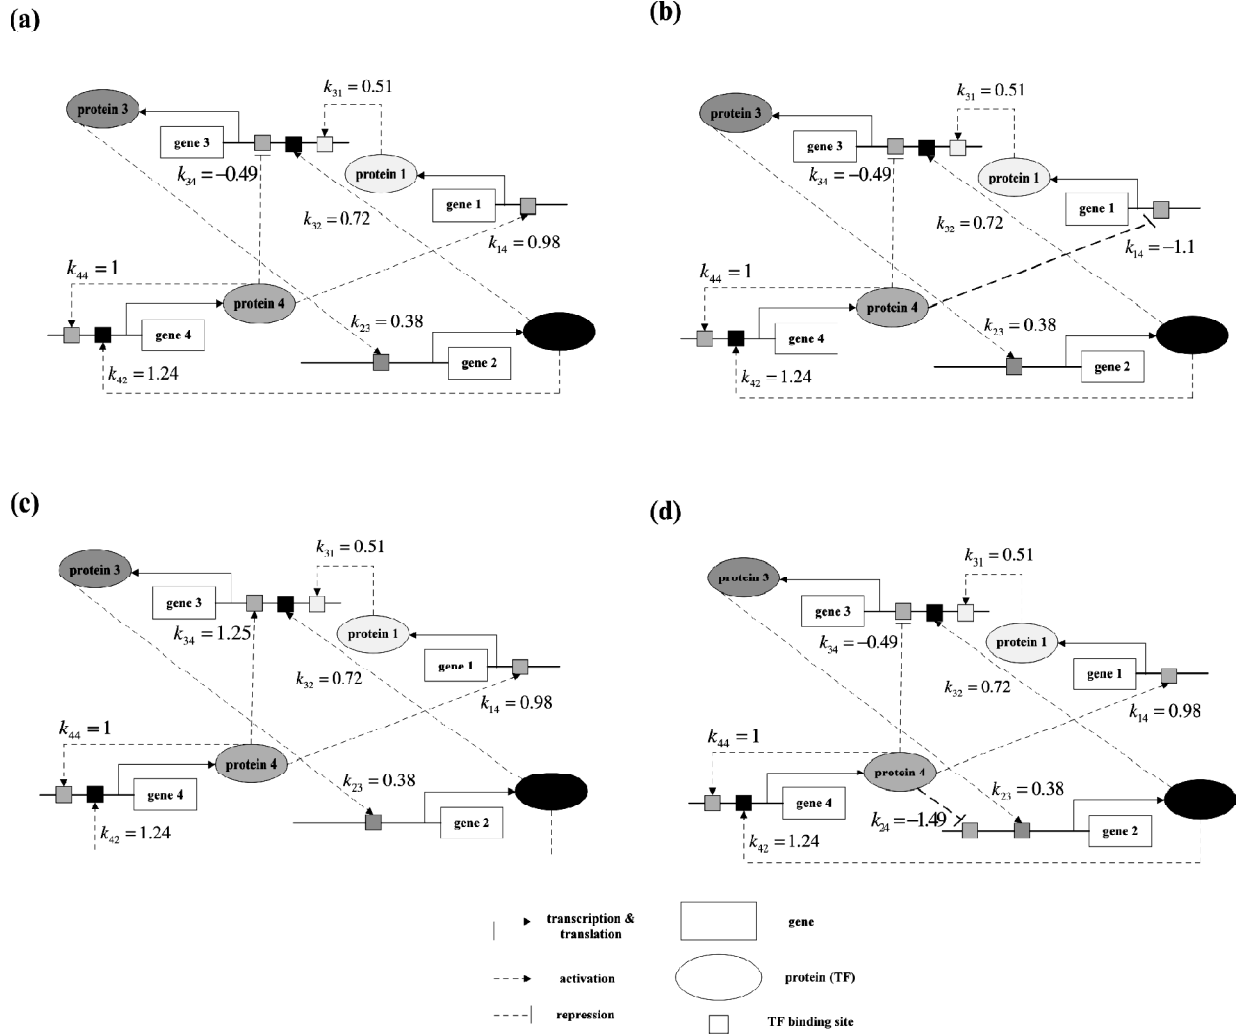 (a)
k31 = 0.51
protein 3
gene 3
k34 = −0.49
protein 1
gene 1
k32 = 0.72
k14 = 0.98
k44 = 1
protein 4
gene 4
k23 = 0.38
gene 2
k42 = 1.24
(b)
k31 = 0.51
protein 3
gene 3
k34 = −0.49
protein 1
gene 1
k32 = 0.72
k14 = −1.1
k44 = 1
protein 4
gene 4
k23 = 0.38
gene 2
k42 = 1.24
(c)
k31 = 0.51
protein 3
gene 3
k34 = 1.25
protein 1
gene 1
k32 = 0.72
k14 = 0.98
k44 = 1
protein 4
gene 4
k23 = 0.38
gene 2
k42 = 1.24
(d)
k31 = 0.51
protein 3
gene 3
k34 = −0.49
protein 1
gene 1
k32 = 0.72
k14 = 0.98
k44 = 1
protein 4
gene 4
k23 = 0.38
k24 = −1.49
gene 2
k42 = 1.24
transcription &
translation
gene
activation
protein (TF)
repression
TF binding site